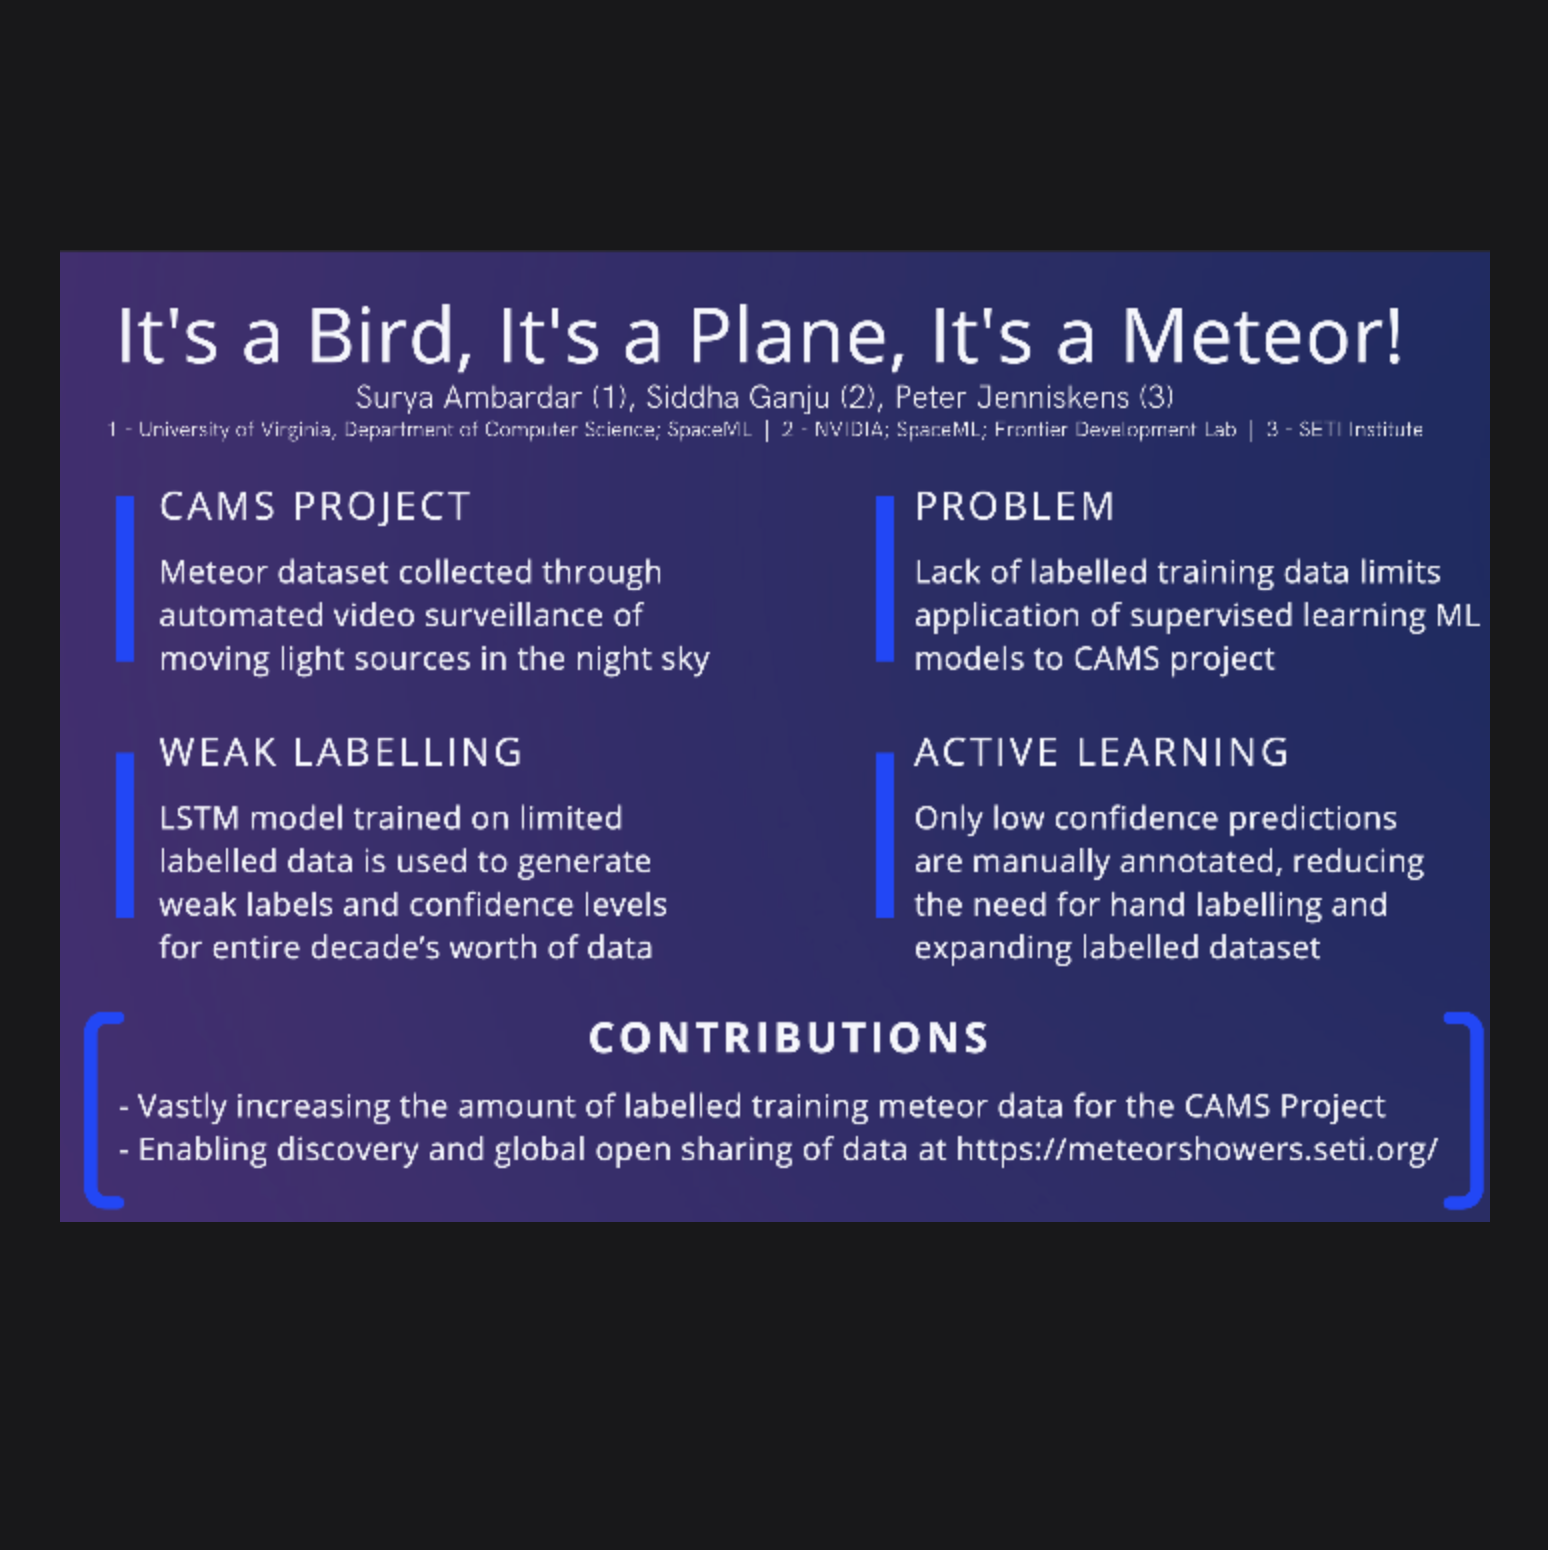 It's a Bird, It's a Plane, It's a Meteor!
Surya Ambardar (1), Siddha Ganju (2), Peter Jenniskens (3)
1 - University of Virginia, Department of Computer Science; SpaceML | 2 - NVIDIA; SpaceML; Frontier Development Lab | 3 - SETI Institute
CAMS PROJECT
Meteor dataset collected through
automated video surveillance of
moving light sources in the night sky
PROBLEM
Lack of labelled training data limits
application of supervised learning ML
models to CAMS project
WEAK LABELLING
LSTM model trained on limited
labelled data is used to generate
weak labels and confidence levels
for entire decade’s worth of data
ACTIVE LEARNING
Only low confidence predictions
are manually annotated, reducing
the need for hand labelling and
expanding labelled dataset
CONTRIBUTIONS
- Vastly increasing the amount of labelled training meteor data for the CAMS Project
- Enabling discovery and global open sharing of data at https://meteorshowers.seti.org/